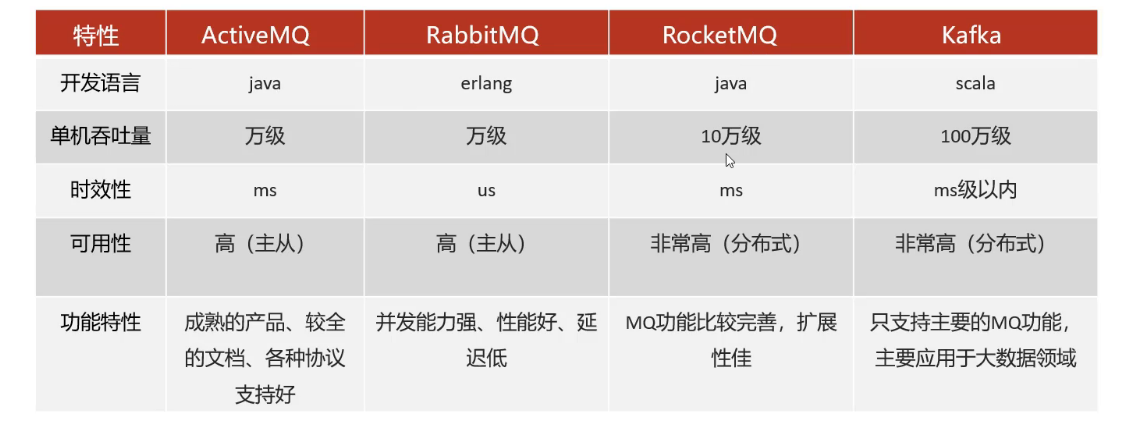 特性 ActiveMQ RabbitMQ RocketMQ Kafka
开发语言 java erlang java scala
单机吞吐量 万级 万级 10万级 100万级
时效性 ms us ms ms级以内
可用性 高（主从） 高（主从） 非常高（分布式） 非常高（分布式）
功能特性 成熟的产品、较全 并发能力强、性能好、延 MQ功能比较完善，扩展 只支持主要的MQ功能，
的文档、各种协议 迟低 性佳 主要应用于大数据领域
支持好